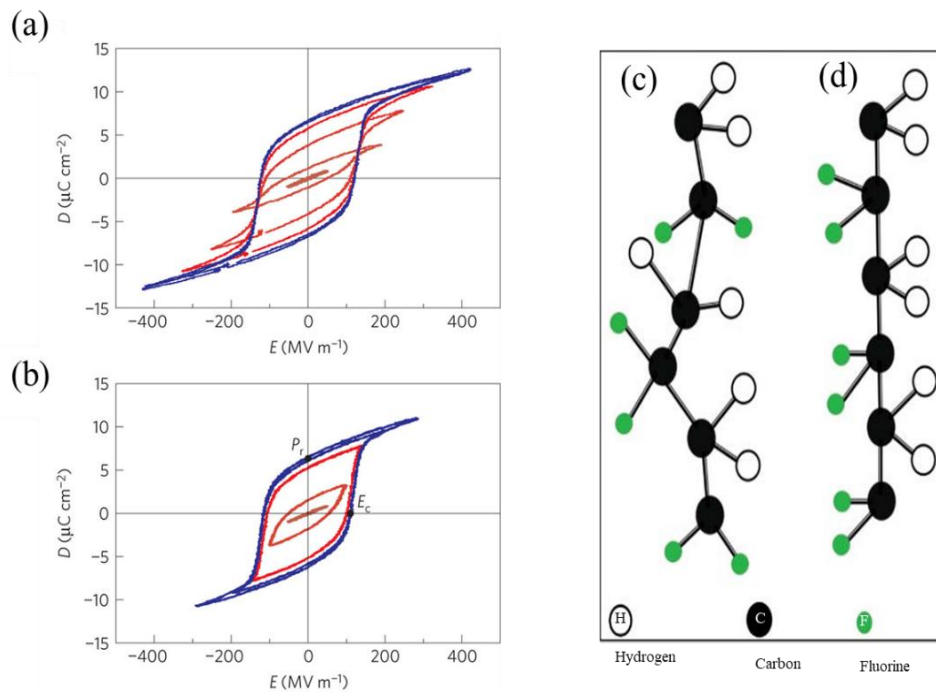 (a)
15
10
5
0
−5
−10
−15
D (μC cm−2)
−400 −200 0 200 400
E (MV m−1)
(b)
15
10
5
0
−5
−10
−15
D (μC cm−2)
Pr
Ec
−400 −200 0 200 400
E (MV m−1)
(c) (d)
H C F
Hydrogen Carbon Fluorine